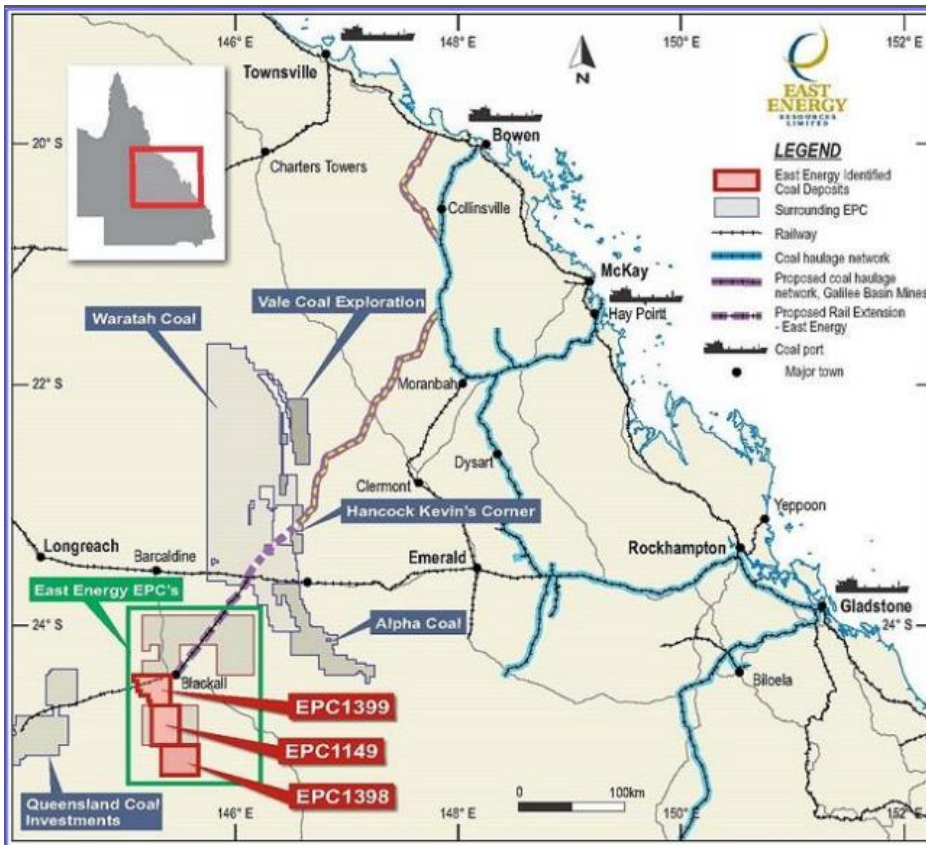 146° E
148° E
150° E
152° E
Townsville
N
EAST
ENERGY
RESOURCES
LIMITED
Bowen
20° S
Charters Towers
LEGEND
East Energy Identified
Coal Deposits
Surrounding EPC
Railway
Coal haulage network
Proposed coal haulage
network, Galilee Basin Mines
Proposed Rail Extension
- East Energy
Coal port
Major town
Collinsville
McKay
Hay Point
Vale Coal Exploration
Waratah Coal
22° S
Moranbah
Dysart
Clermont
Yeppoon
Hancock Kevin's Corner
Longreach
Barcaldine
Emerald
Rockhampton
East Energy EPC's
Gladstone
24° S
24° S
Alpha Coal
Blackall
Biloela
EPC1399
EPC1149
EPC1398
Queensland Coal
Investments
0
100km
146° E
148° E
150° E
152° E